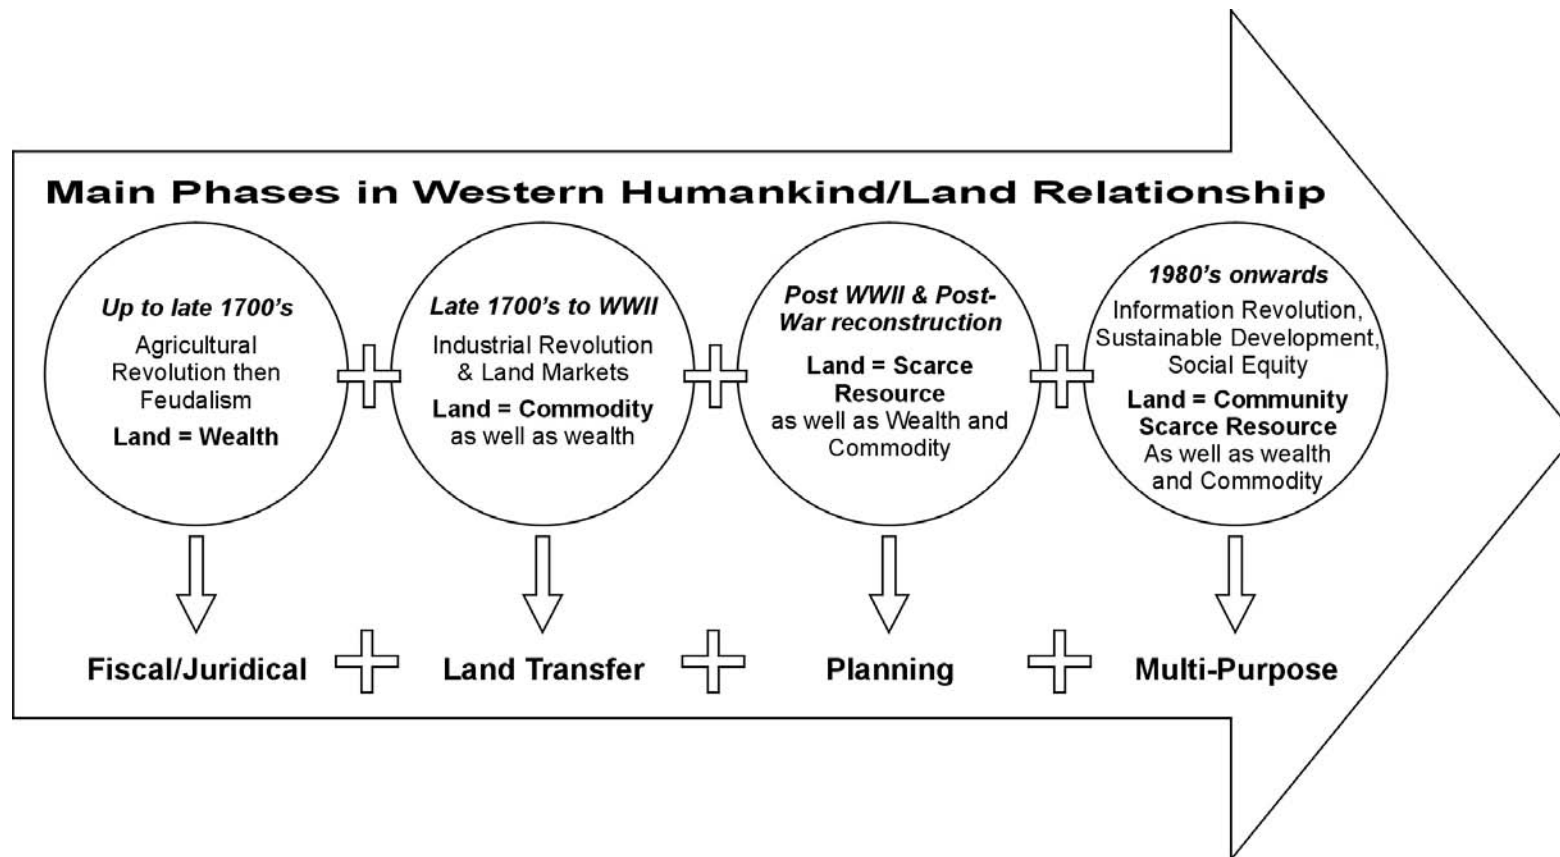 Main Phases in Western Humankind/Land Relationship
Up to late 1700's
Agricultural
Revolution then
Feudalism
Land = Wealth
Late 1700's to WWII
Industrial Revolution
& Land Markets
Land = Commodity
as well as wealth
Post WWII & Post-
War reconstruction
Land = Scarce
Resource
as well as Wealth and
Commodity
1980's onwards
Information Revolution,
Sustainable Development,
Social Equity
Land = Community
Scarce Resource
As well as wealth
and Commodity
Fiscal/Juridical
Land Transfer
Planning
Multi-Purpose